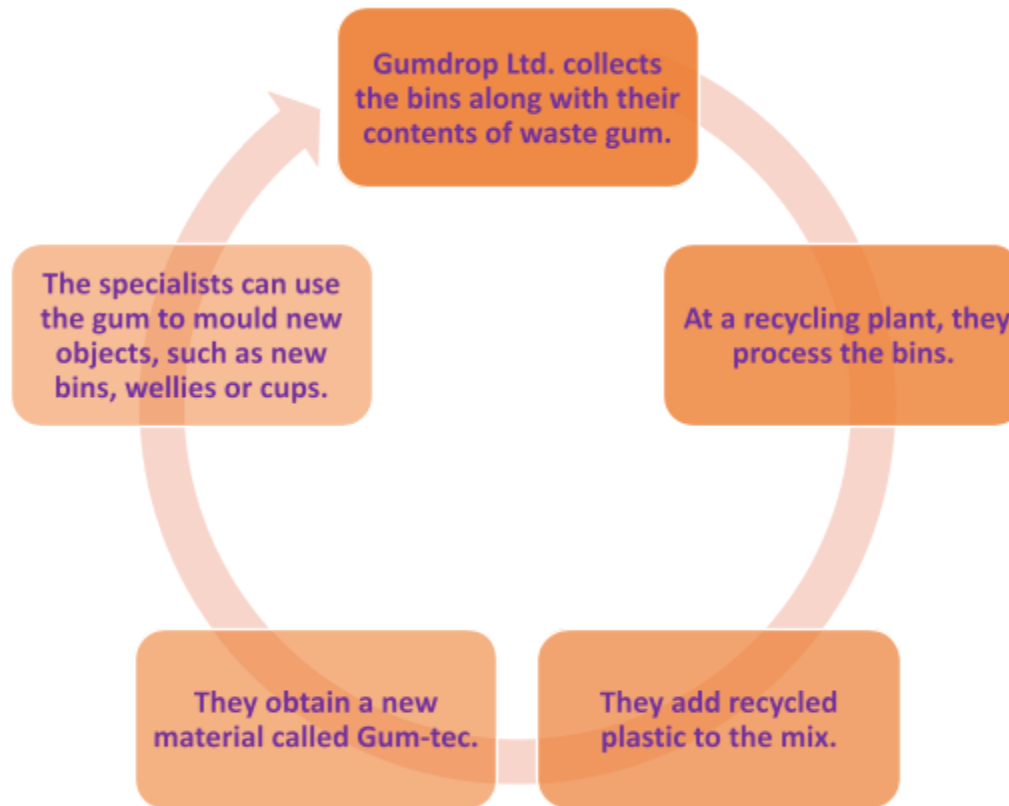 Gumdrop Ltd. collects
the bins along with their
contents of waste gum.
At a recycling plant, they
process the bins.
They add recycled
plastic to the mix.
They obtain a new
material called Gum-tec.
The specialists can use
the gum to mould new
objects, such as new
bins, wellies or cups.